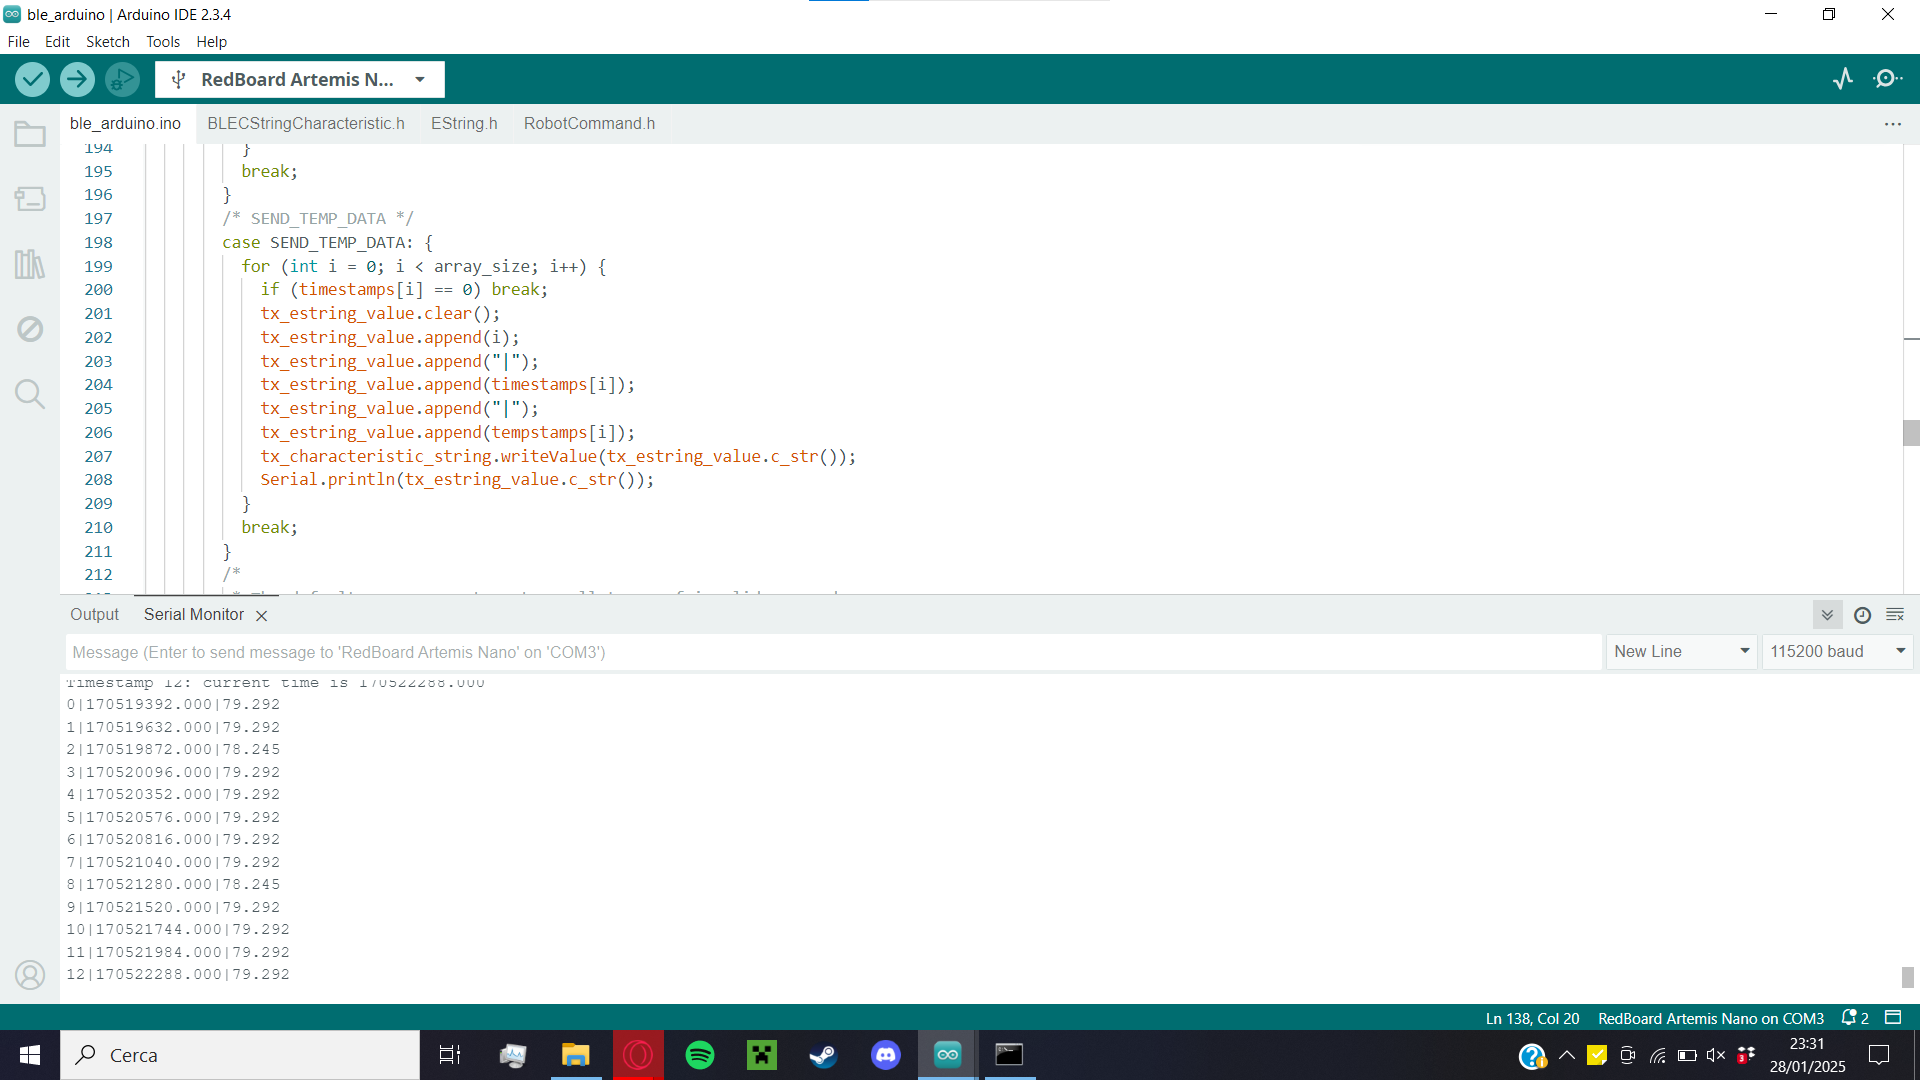 ble_arduino | Arduino IDE 2.3.4
File Edit Sketch Tools Help
RedBoard Artemis N...
ble_arduino.ino BLECStringCharacteristic.h EString.h RobotCommand.h
194 }
195 break;
196 }
197 /* SEND_TEMP_DATA */
198 case SEND_TEMP_DATA: {
199 for (int i = 0; i < array_size; i++) {
200 if (timestamps[i] == 0) break;
201 tx_estring_value.clear();
202 tx_estring_value.append(i);
203 tx_estring_value.append("|");
204 tx_estring_value.append(timestamps[i]);
205 tx_estring_value.append("|");
206 tx_estring_value.append(tempstamps[i]);
207 tx_characteristic_string.writeValue(tx_estring_value.c_str());
208 Serial.println(tx_estring_value.c_str());
209 }
210 break;
211 }
212 /*
Output Serial Monitor
Message (Enter to send message to 'RedBoard Artemis Nano' on 'COM3')
New Line 115200 baud
Timestamp 12: current time is 170522288.000
0|170519392.000|79.292
1|170519632.000|79.292
2|170519872.000|78.245
3|170520096.000|79.292
4|170520352.000|79.292
5|170520576.000|79.292
6|170520816.000|79.292
7|170521040.000|79.292
8|170521280.000|78.245
9|170521520.000|79.292
10|170521744.000|79.292
11|170521984.000|79.292
12|170522288.000|79.292
Ln 138, Col 20 RedBoard Artemis Nano on COM3 2
Cerca
3
23:31
28/01/2025